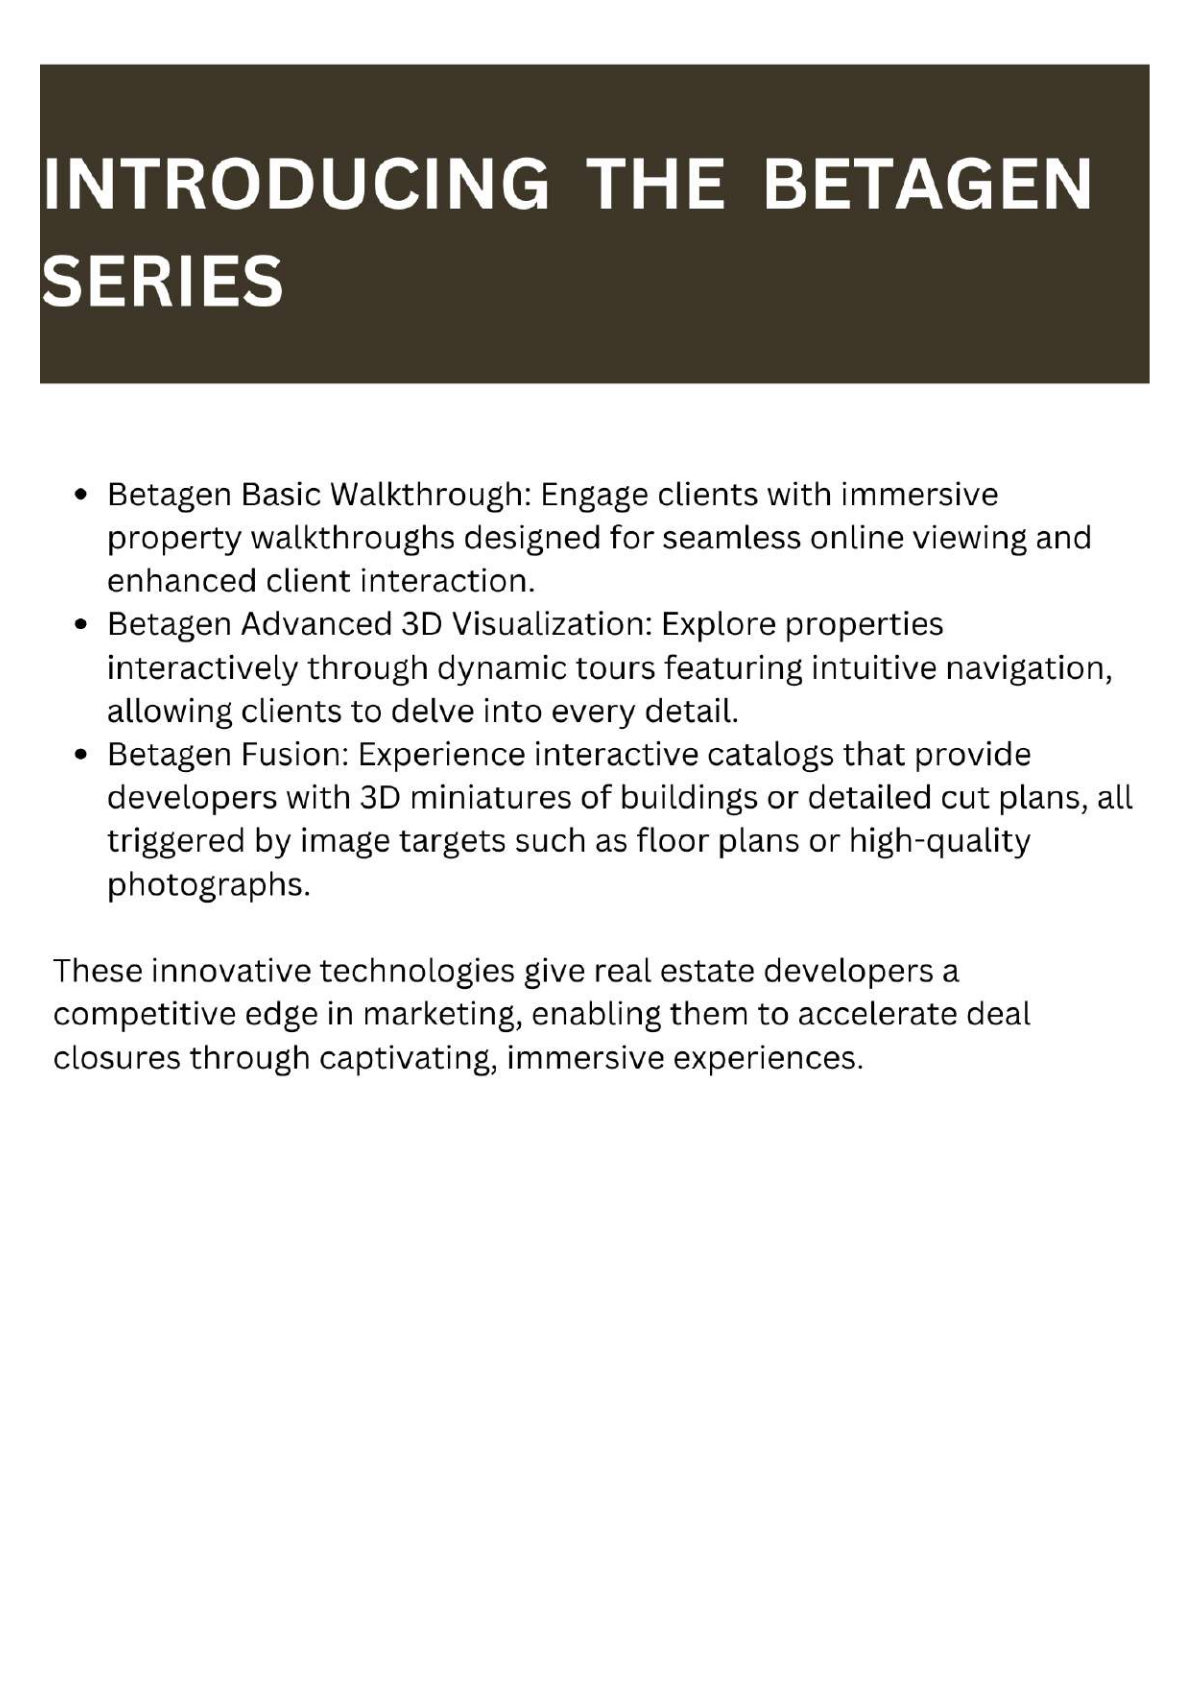 INTRODUCING THE BETAGEN
SERIES
• Betagen Basic Walkthrough: Engage clients with immersive
property walkthroughs designed for seamless online viewing and
enhanced client interaction.
• Betagen Advanced 3D Visualization: Explore properties
interactively through dynamic tours featuring intuitive navigation,
allowing clients to delve into every detail.
• Betagen Fusion: Experience interactive catalogs that provide
developers with 3D miniatures of buildings or detailed cut plans, all
triggered by image targets such as floor plans or high-quality
photographs.
These innovative technologies give real estate developers a
competitive edge in marketing, enabling them to accelerate deal
closures through captivating, immersive experiences.